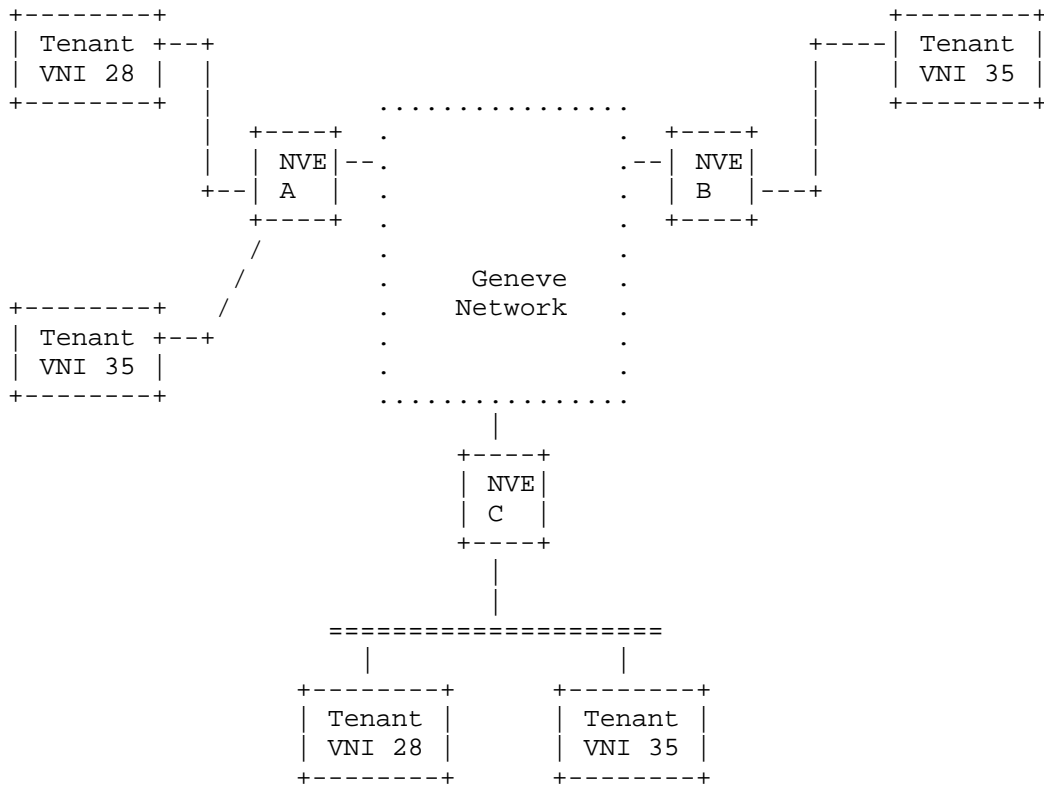 Tenant
VNI 28
Tenant
VNI 35
NVE
A
NVE
B
Geneve
Network
Tenant
VNI 35
NVE
C
Tenant
VNI 28
Tenant
VNI 35